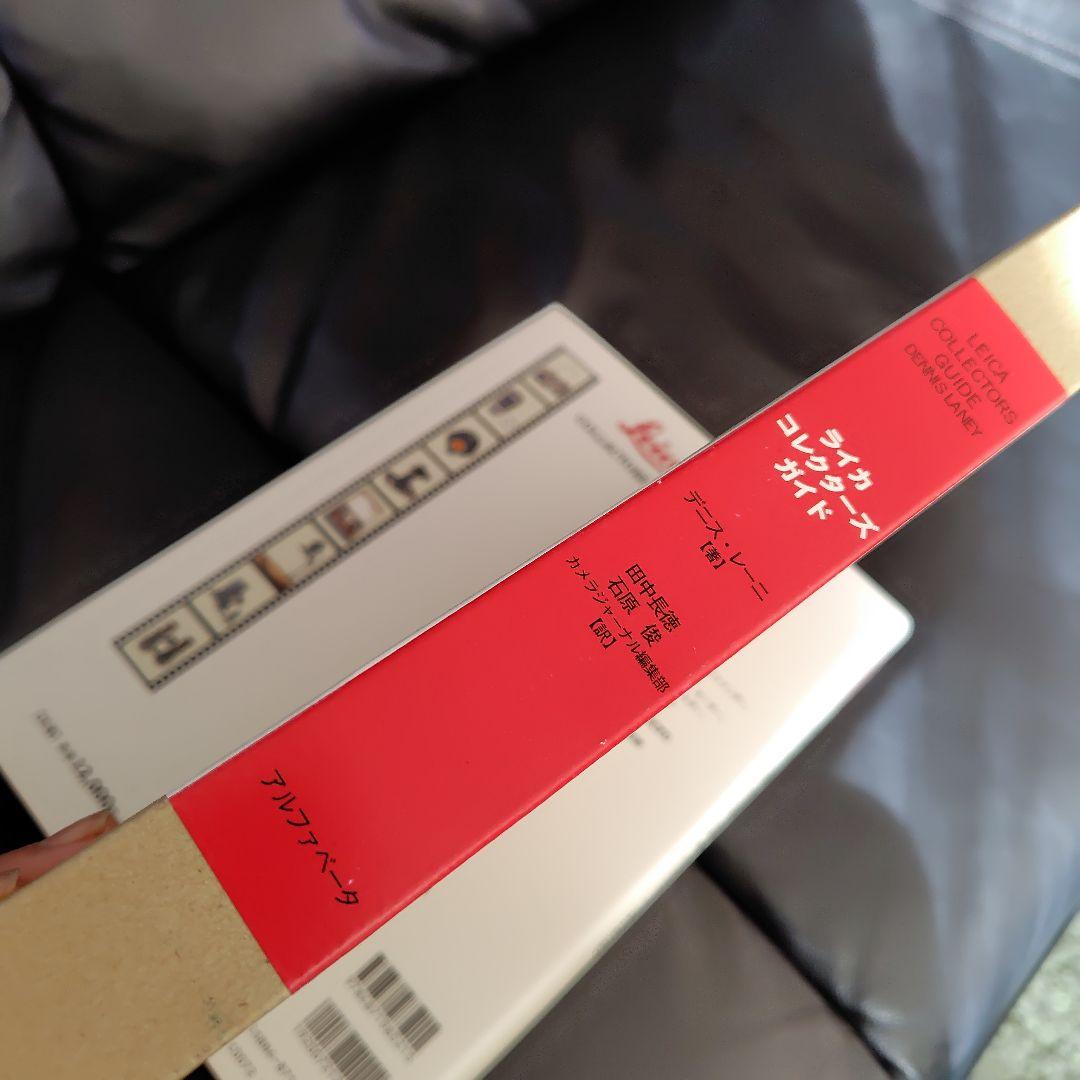 LEICA
COLLECTORS
GUIDE
DENNIS LANEY
ライカ
コレクターズ
ガイド
デニス・レーニ
【著】
田中長徳
石原 俊
カメラジャーナル編集部
【訳】
アルファベータ
Leica